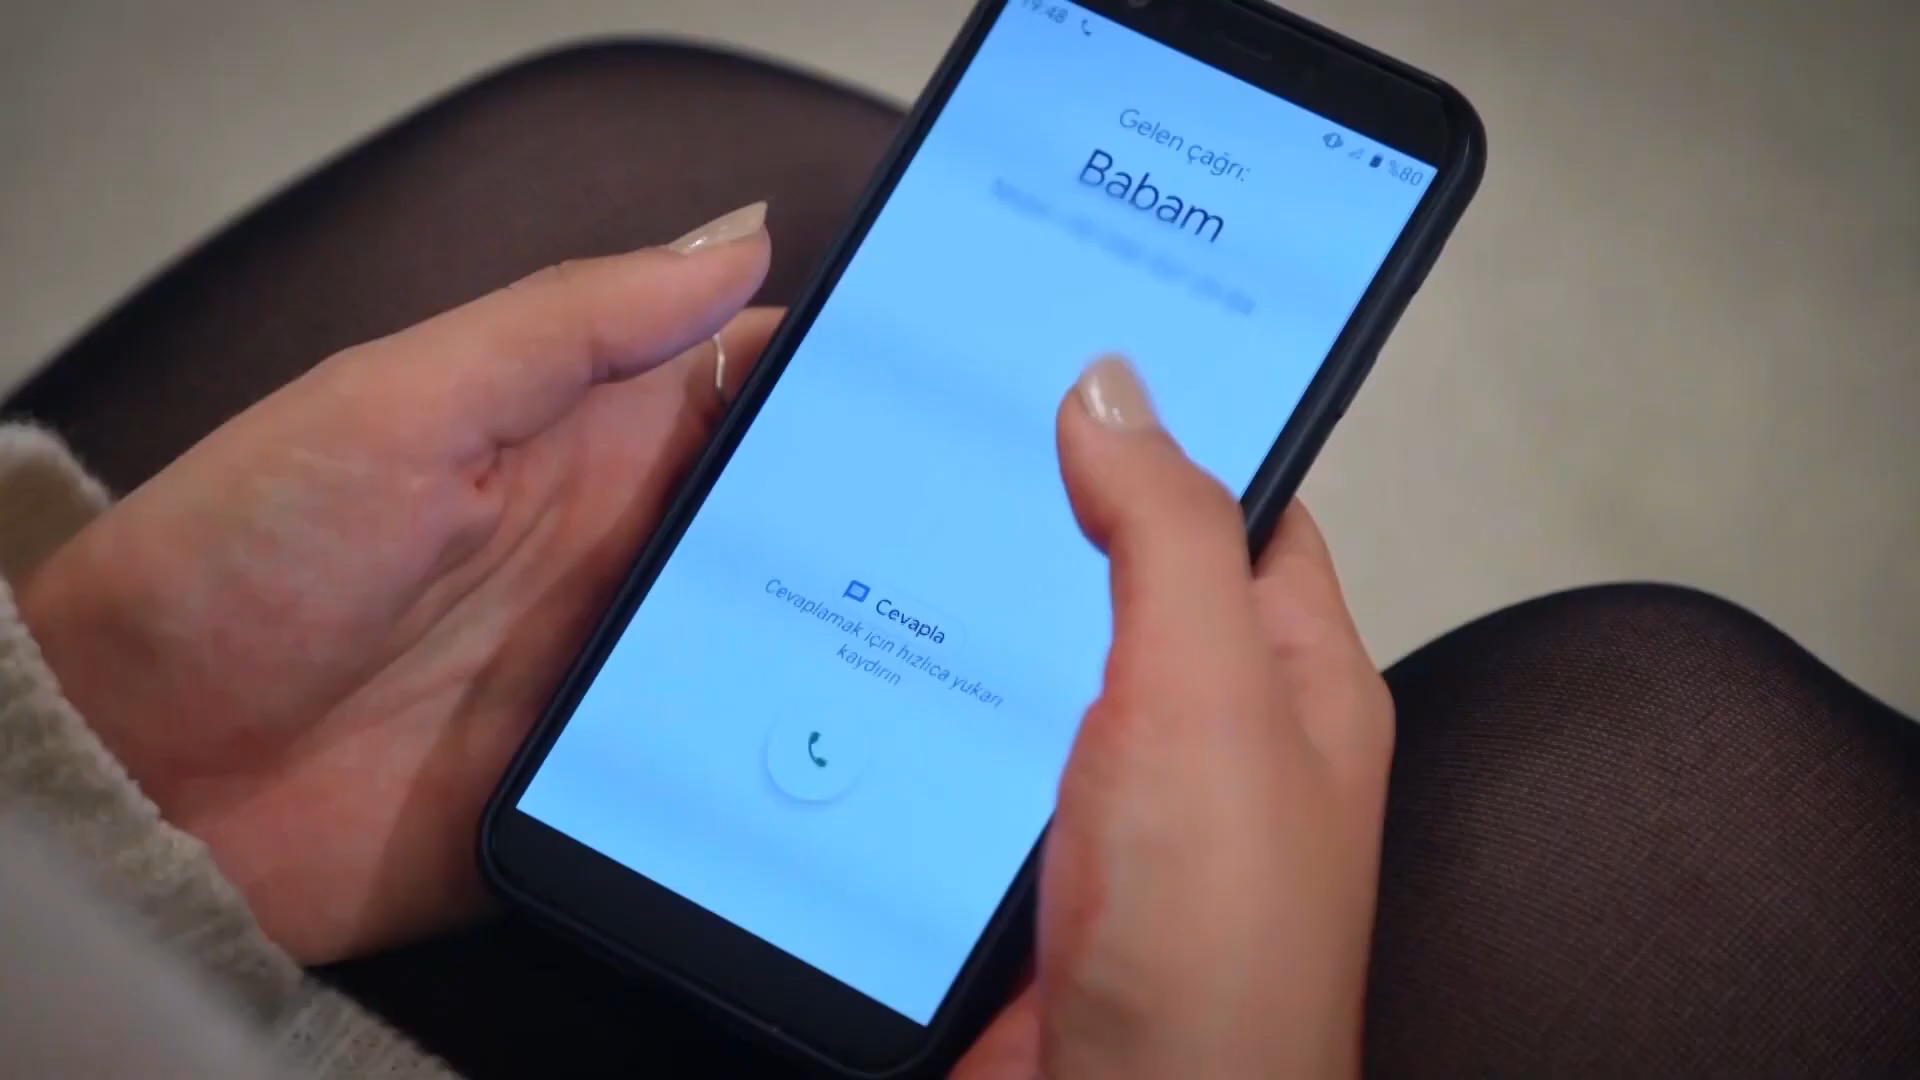 19:48
%80
Gelen çağrı:
Babam
Cevapla
Cevaplamak için hızlıca yukarı
kaydırın